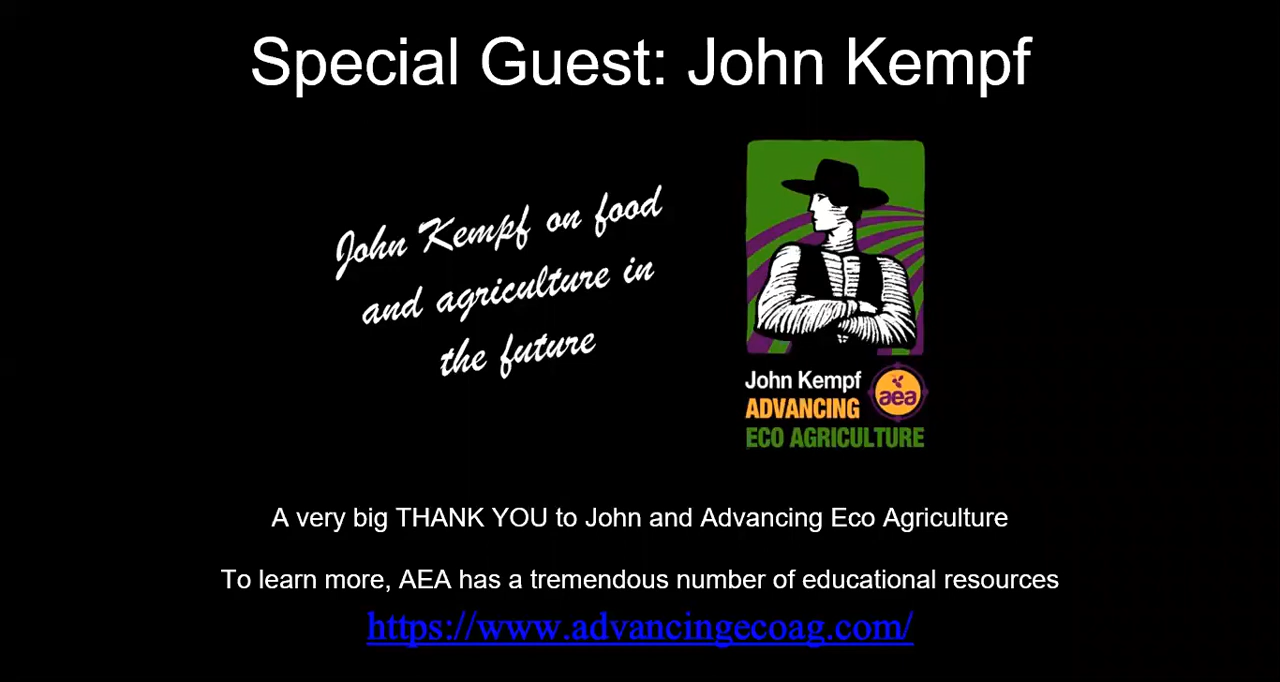 Special Guest: John Kempf
John Kempf on food
and agriculture in
the future
John Kempf
aea
ADVANCING
ECO AGRICULTURE
A very big THANK YOU to John and Advancing Eco Agriculture
To learn more, AEA has a tremendous number of educational resources
https://www.advancingecoag.com/